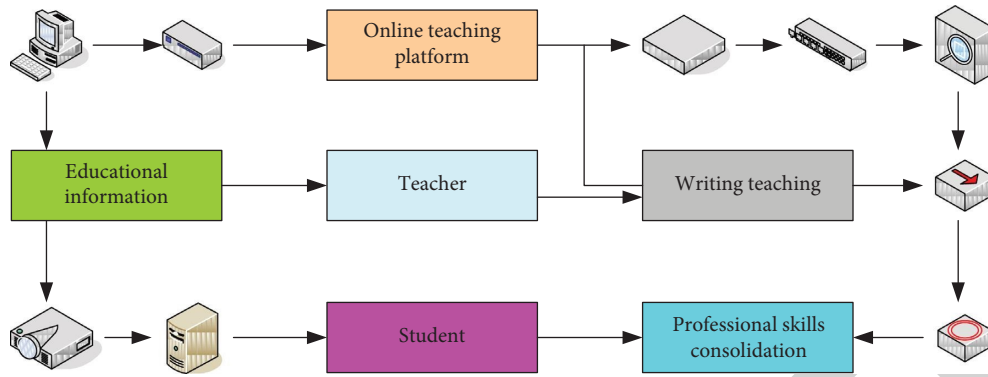 Online teaching
platform
Educational
information
Teacher
Writing teaching
Student
Professional skills
consolidation